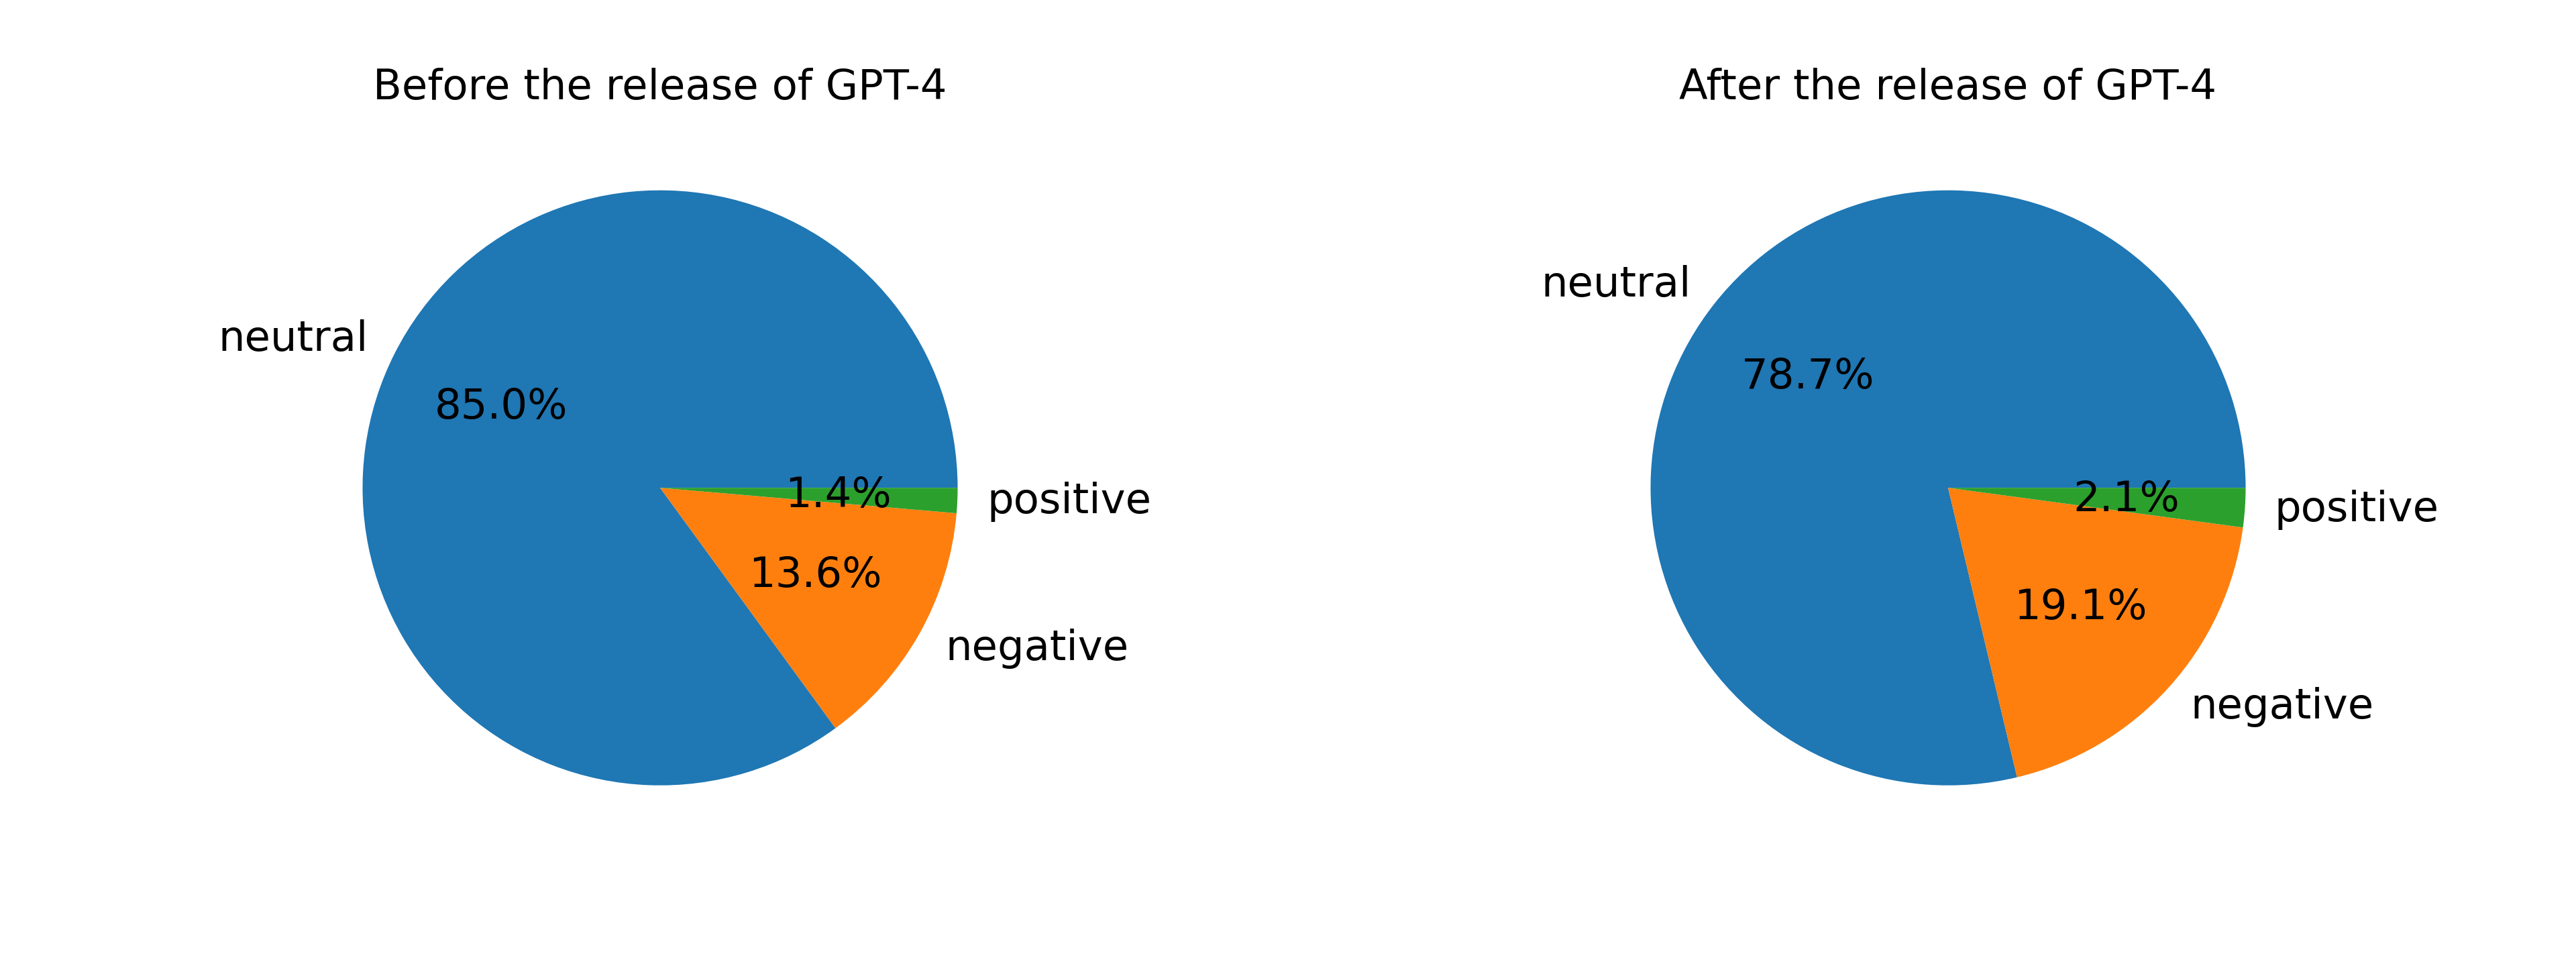 Before the release of GPT-4
neutral
85.0%
1.4%
positive
13.6%
negative
After the release of GPT-4
neutral
78.7%
2.1%
positive
19.1%
negative